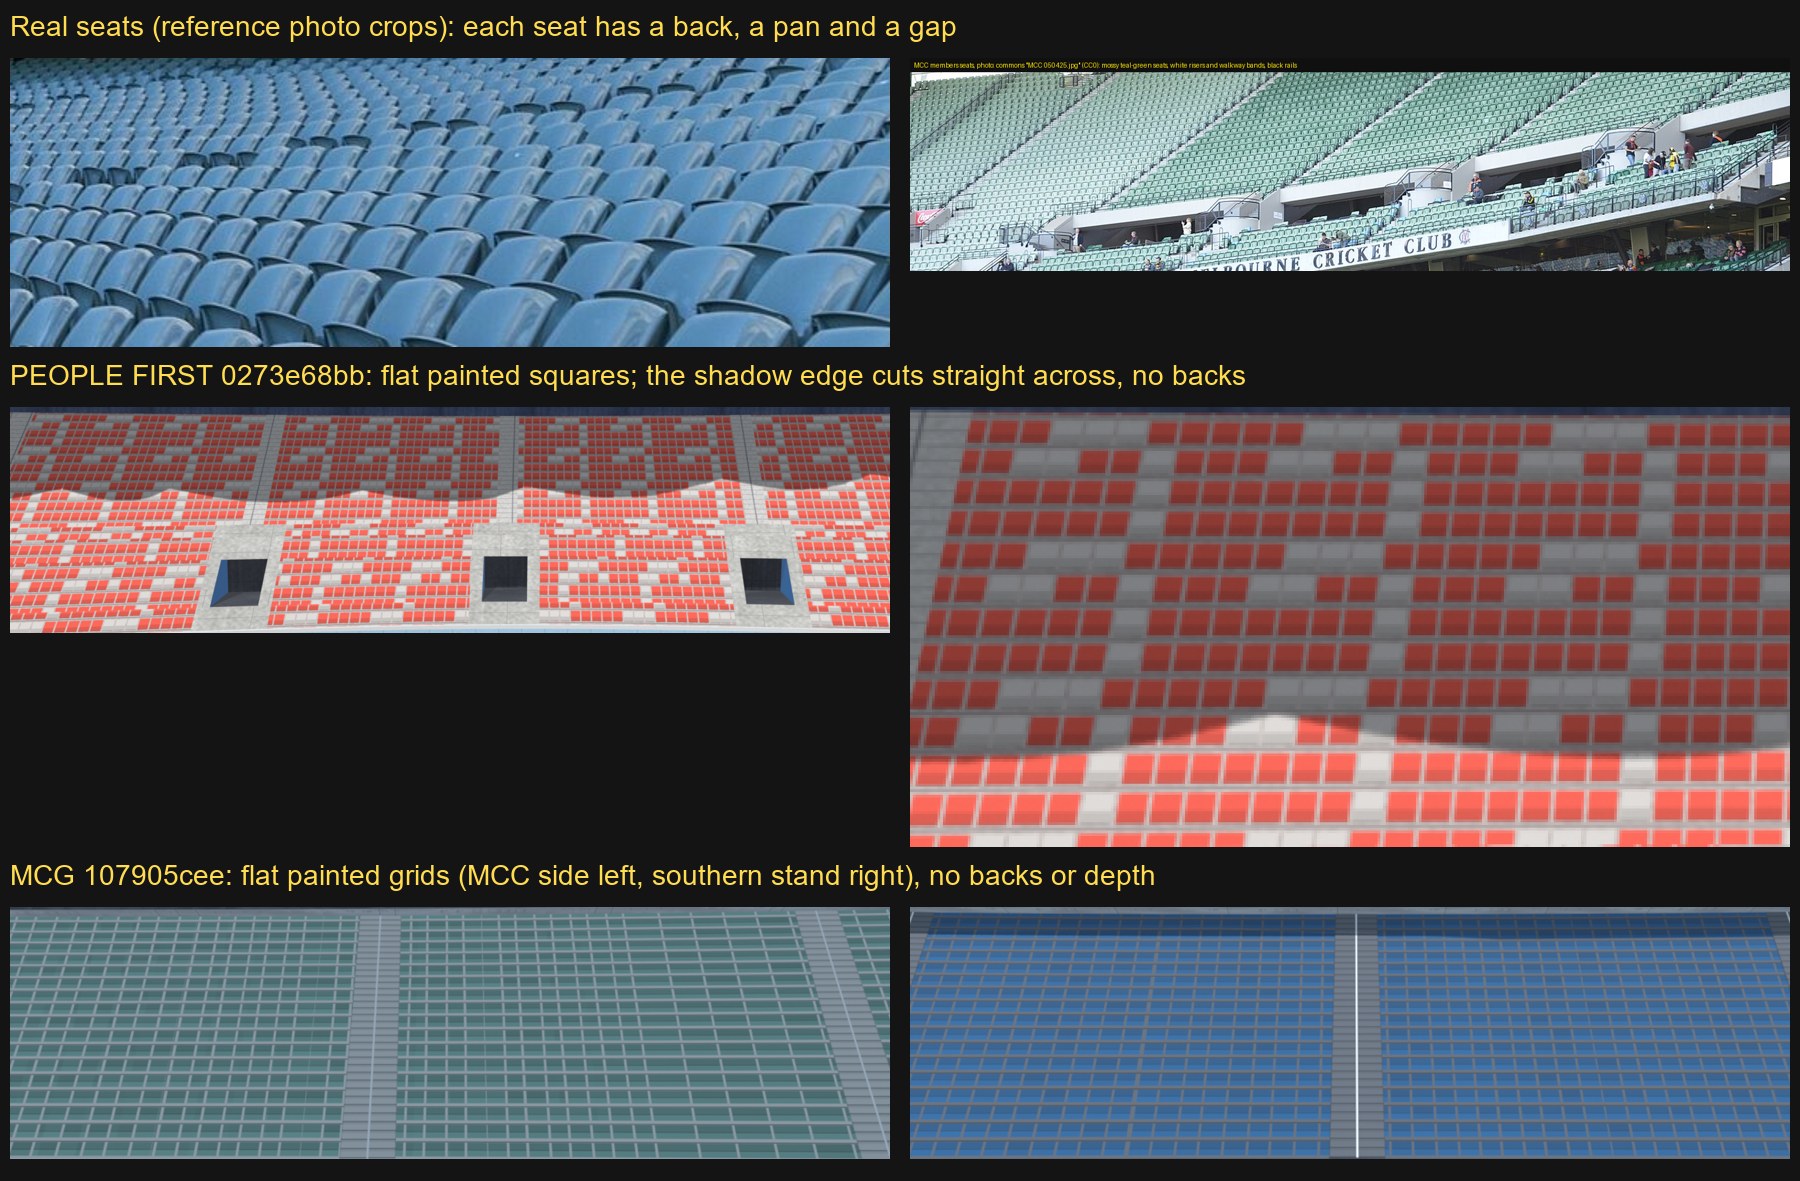 Real seats (reference photo crops): each seat has a back, a pan and a gap
MCC members seats, photo commons "MCC 050425.jpg" (CC0): mossy teal-green seats, white risers and walkway bands, black rails
LBOURNE CRICKET CLUB
PEOPLE FIRST 0273e68bb: flat painted squares; the shadow edge cuts straight across, no backs
MCG 107905cee: flat painted grids (MCC side left, southern stand right), no backs or depth